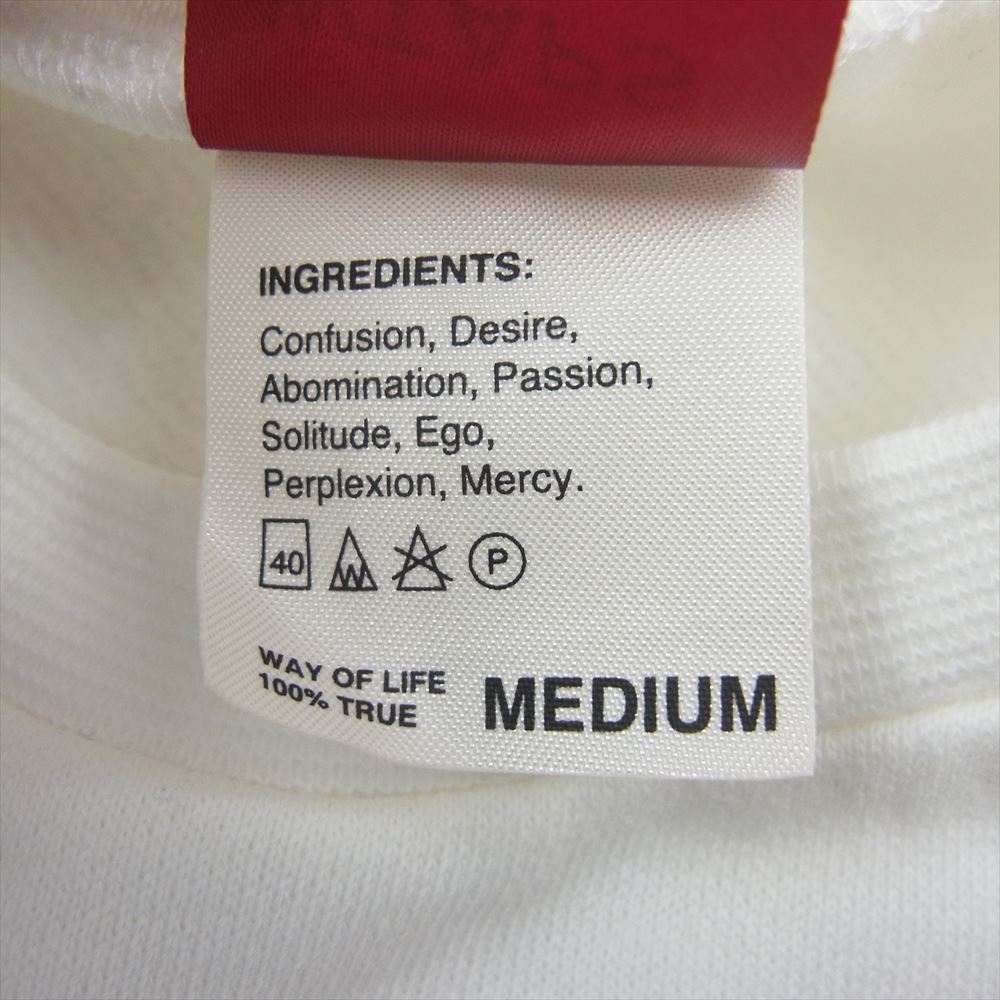 INGREDIENTS:
Confusion, Desire,
Abomination, Passion,
Solitude, Ego,
Perplexion, Mercy.
40 W P
WAY OF LIFE
100% TRUE
MEDIUM